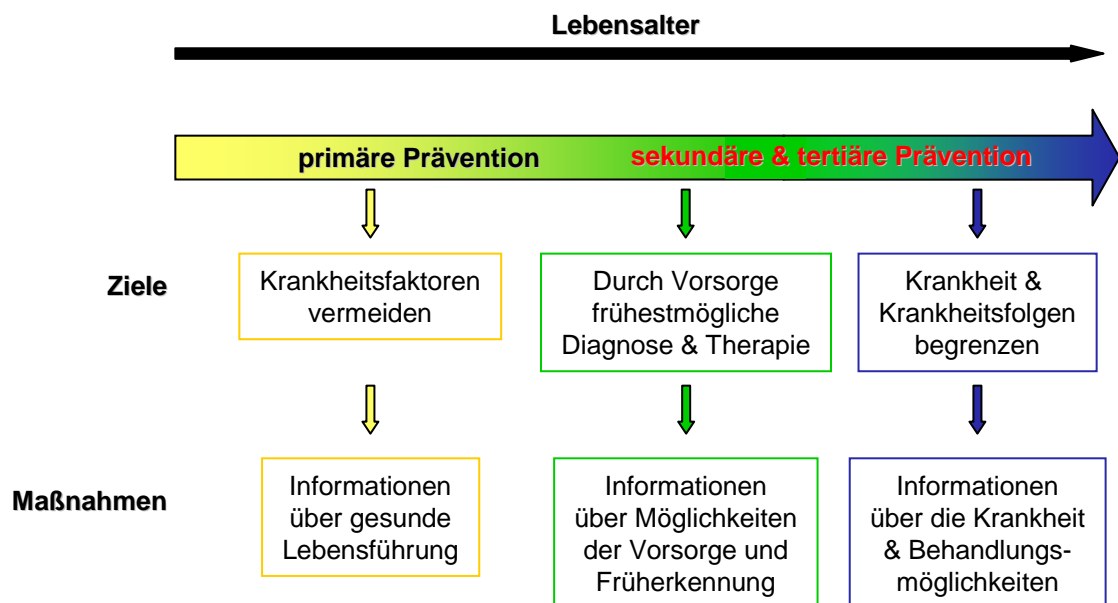 Lebensalter
primäre Prävention
sekundäre & tertiäre Prävention
Ziele
Krankheitsfaktoren
vermeiden
Durch Vorsorge
frühestmögliche
Diagnose & Therapie
Krankheit &
Krankheitsfolgen
begrenzen
Maßnahmen
Informationen
über gesunde
Lebensführung
Informationen
über Möglichkeiten
der Vorsorge und
Früherkennung
Informationen
über die Krankheit
& Behandlungs-
möglichkeiten